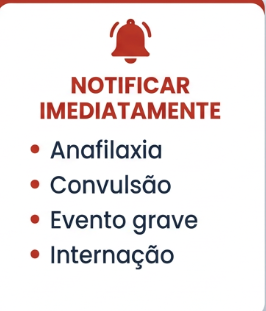 NOTIFICAR
IMEDIATAMENTE
Anafilaxia
Convulsão
Evento grave
Internação